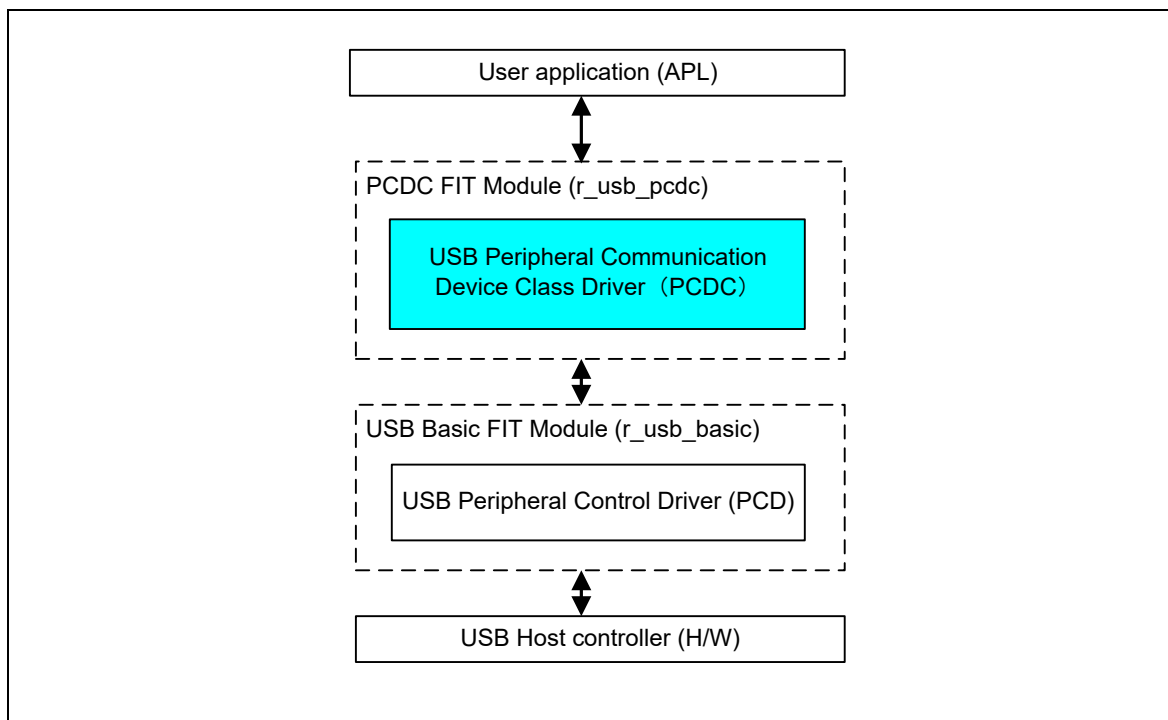 User application (APL)
PCDC FIT Module (r_usb_pcdc)
USB Peripheral Communication
Device Class Driver（PCDC）
USB Basic FIT Module (r_usb_basic)
USB Peripheral Control Driver (PCD)
USB Host controller (H/W)